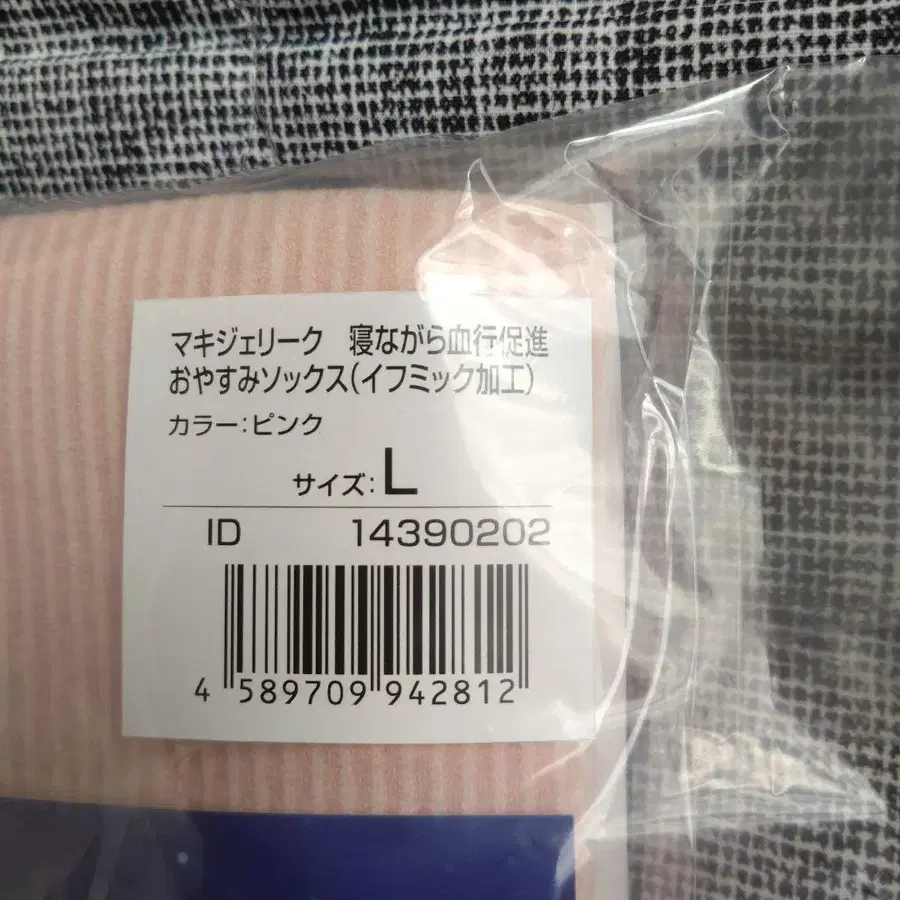 マキジェリーク　寝ながら血行促進
おやすみソックス(イフミック加工)
カラー:ピンク
サイズ:L
ID 14390202
4 589709 942812